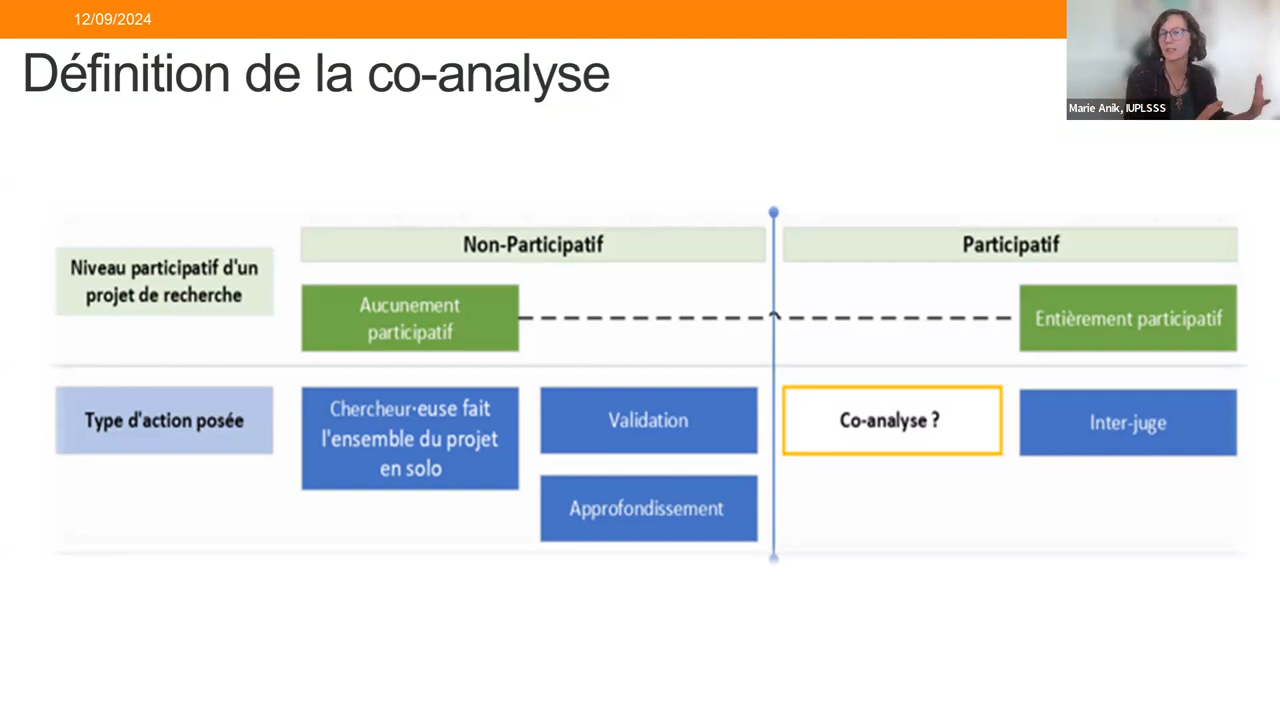 12/09/2024
Définition de la co-analyse
Marie Anik, IUPLSSS
Non-Participatif
Participatif
Niveau participatif d'un
projet de recherche
Aucunement
participatif
Entièrement participatif
Type d'action posée
Chercheur·euse fait
l'ensemble du projet
en solo
Validation
Co-analyse ?
Inter-juge
Approfondissement